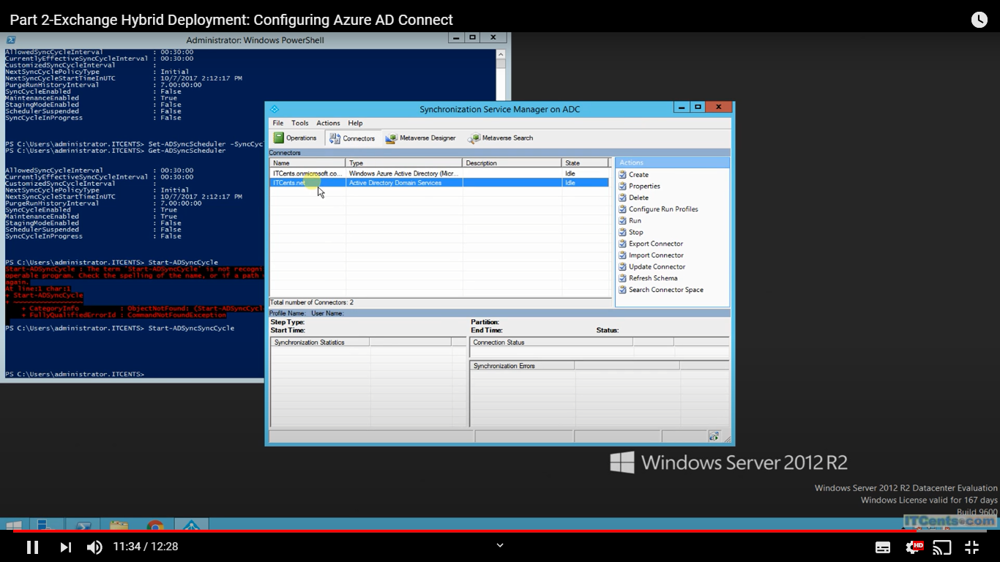 Part 2-Exchange Hybrid Deployment: Configuring Azure AD Connect
Administrator: Windows PowerShell
AllowedSyncCycleInterval : 00:30:00
CurrentlyEffectiveSyncCycleInterval : 00:30:00
CustomizedSyncCycleInterval :
NextSyncCyclePolicyType : Initial
NextSyncCycleStartTimeInUTC : 10/7/2017 2:12:17 PM
PurgeRunHistoryInterval : 7.00:00:00
SyncCycleEnabled : False
MaintenanceEnabled : True
StagingModeEnabled : False
SchedulerSuspended : False
SyncCycleInProgress : False
PS C:\Users\administrator.ITCENTS> Set-ADSyncScheduler -SyncCyc
PS C:\Users\administrator.ITCENTS> Get-ADSyncScheduler
AllowedSyncCycleInterval : 00:30:00
CurrentlyEffectiveSyncCycleInterval : 00:30:00
CustomizedSyncCycleInterval :
NextSyncCyclePolicyType : Initial
NextSyncCycleStartTimeInUTC : 10/7/2017 2:12:17 PM
PurgeRunHistoryInterval : 7.00:00:00
SyncCycleEnabled : True
MaintenanceEnabled : True
StagingModeEnabled : False
SchedulerSuspended : False
SyncCycleInProgress : False
PS C:\Users\administrator.ITCENTS> Start-ADSyncCycle
Start-ADSyncCycle : The term 'Start-ADSyncCycle' is not recogni
operable program. Check the spelling of the name, or if a path
again.
At line:1 char:1
+ Start-ADSyncCycle
+ ~~~~~~~~~~~~~~~~~
+ CategoryInfo : ObjectNotFound: (Start-ADSyncCycl
+ FullyQualifiedErrorId : CommandNotFoundException
PS C:\Users\administrator.ITCENTS> Start-ADSyncSyncCycle
PS C:\Users\administrator.ITCENTS>
Synchronization Service Manager on ADC
File Tools Actions Help
Operations Connectors Metaverse Designer Metaverse Search
Connectors
Name Type Description State
ITCents.onmicrosoft.co... Windows Azure Active Directory (Micr... Idle
ITCents.net Active Directory Domain Services Idle
Total number of Connectors: 2
Actions
Create
Properties
Delete
Configure Run Profiles
Run
Stop
Export Connector
Import Connector
Update Connector
Refresh Schema
Search Connector Space
Profile Name: User Name:
Step Type: Partition:
Start Time: End Time: Status:
Synchronization Statistics
Connection Status
Synchronization Errors
Windows Server 2012 R2
Windows Server 2012 R2 Datacenter Evaluation
Windows License valid for 167 days
Build 9600
ITCents.com
11:34 / 12:28
HD